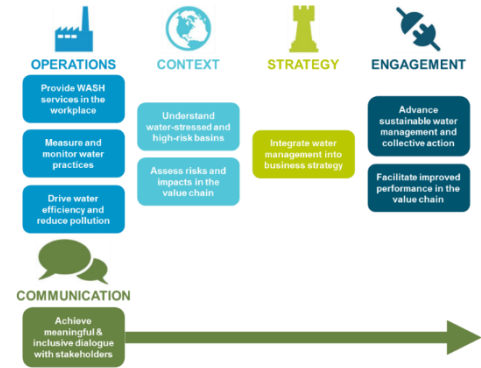 OPERATIONS
Provide WASH
services in the
workplace
Measure and
monitor water
practices
Drive water
efficiency and
reduce pollution
CONTEXT
Understand
water-stressed and
high-risk basins
Assess risks and
impacts in the
value chain
STRATEGY
Integrate water
management into
business strategy
ENGAGEMENT
Advance
sustainable water
management and
collective action
Facilitate improved
performance in the
value chain
COMMUNICATION
Achieve
meaningful &
inclusive dialogue
with stakeholders